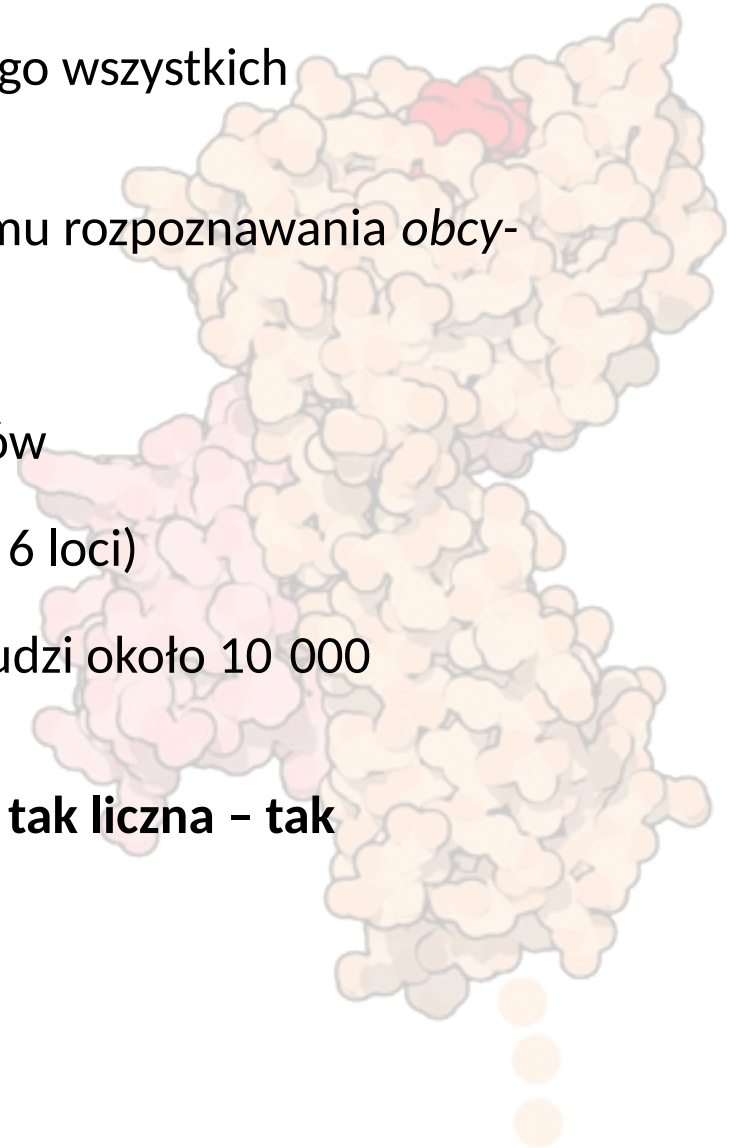 go wszystkich
mu rozpoznawania obcy-
ów
6 loci)
udzi około 10 000
tak liczna – tak